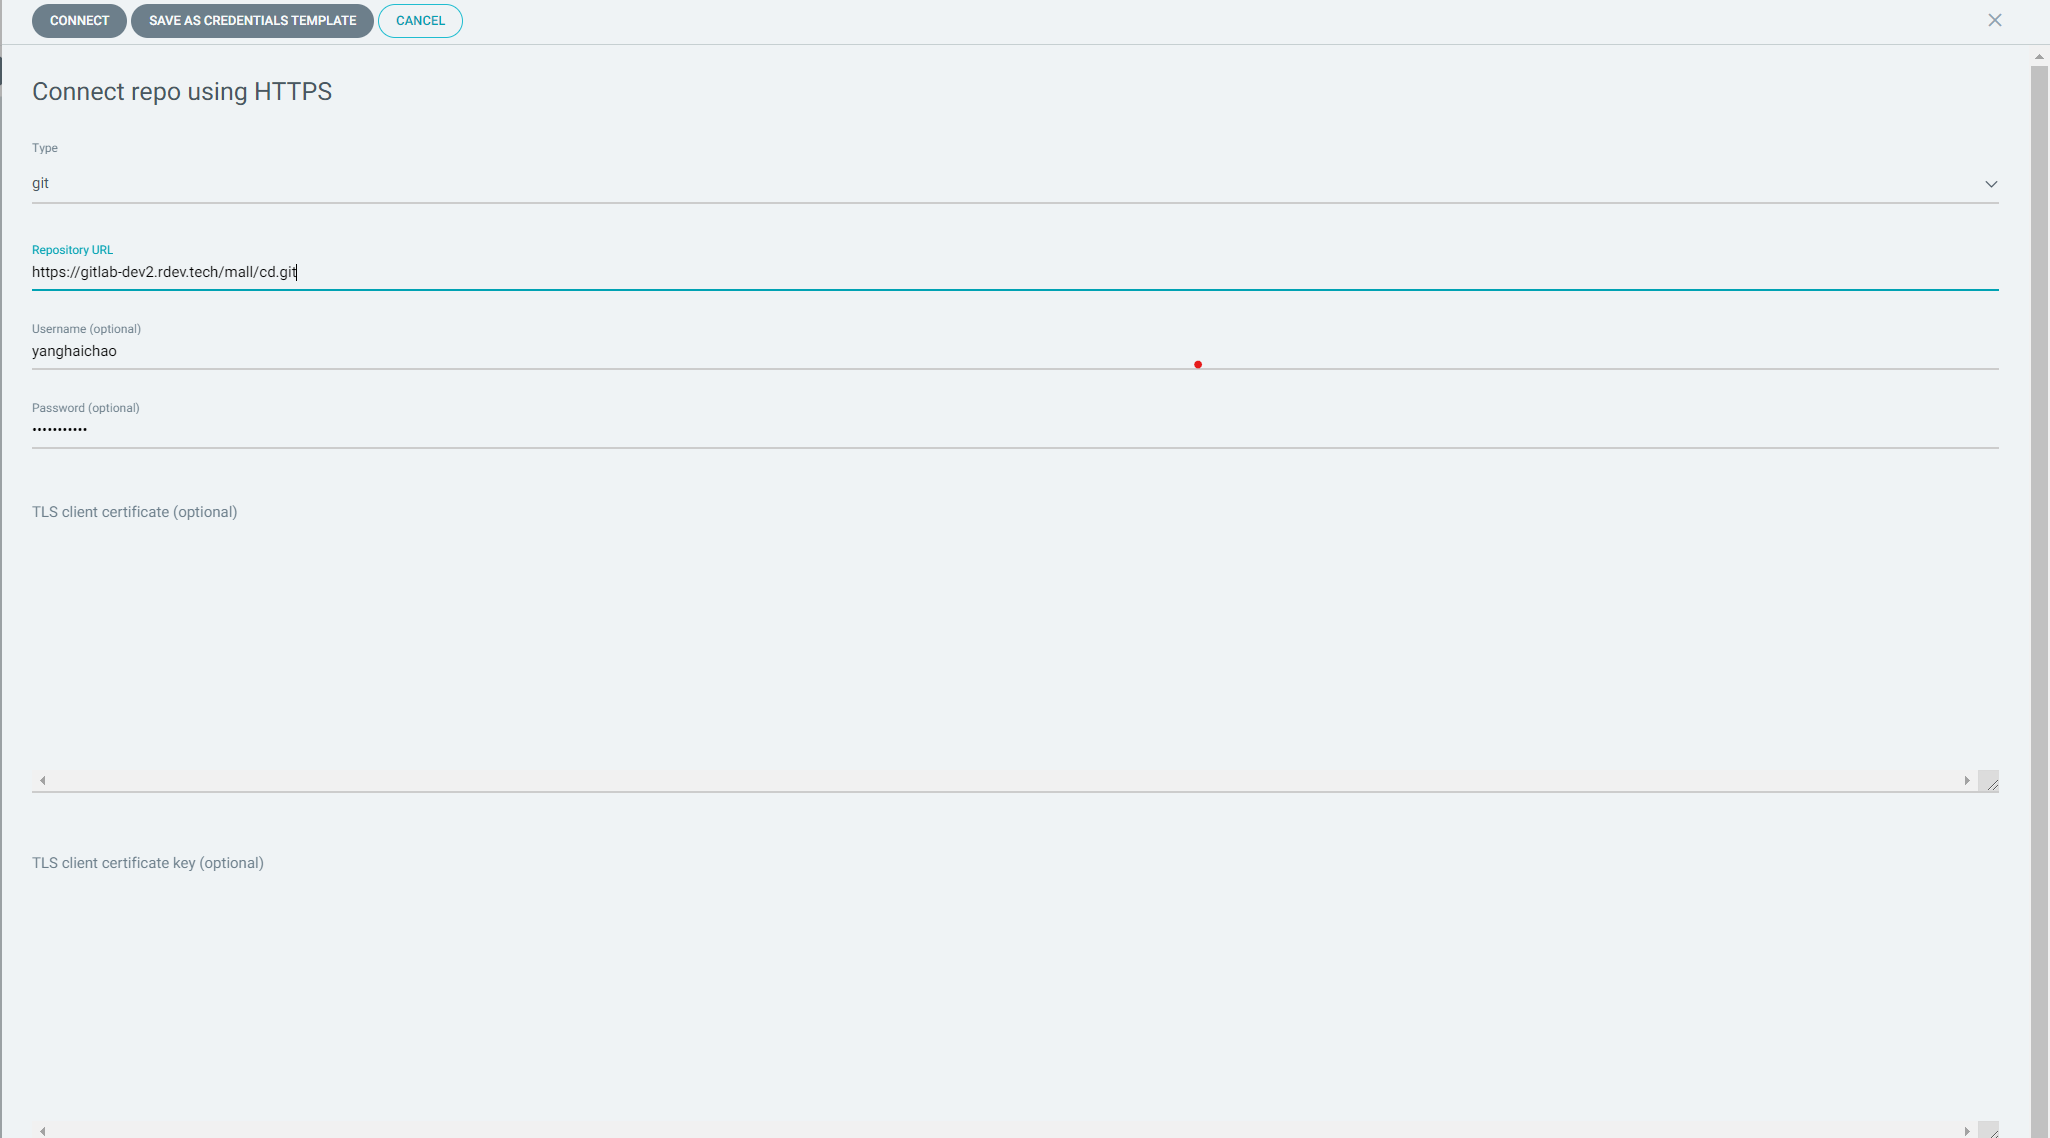 CONNECT SAVE AS CREDENTIALS TEMPLATE CANCEL
Connect repo using HTTPS
Type
git
Repository URL
https://gitlab-dev2.rdev.tech/mall/cd.git
Username (optional)
yanghaichao
Password (optional)
•••••••••••
TLS client certificate (optional)
TLS client certificate key (optional)